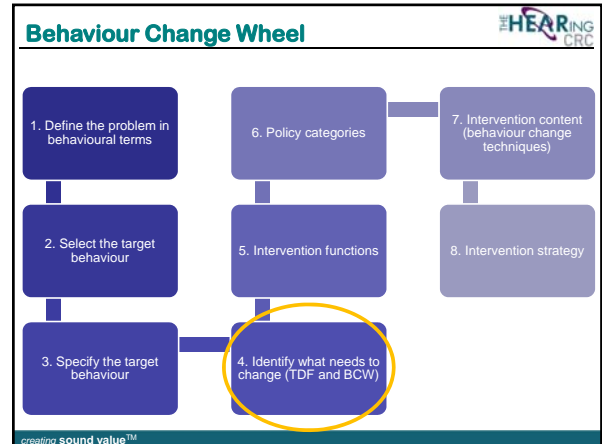 Behaviour Change Wheel
THE HEARING
CRC
1. Define the problem in
behavioural terms
2. Select the target
behaviour
3. Specify the target
behaviour
4. Identify what needs to
change (TDF and BCW)
5. Intervention functions
6. Policy categories
7. Intervention content
(behaviour change
techniques)
8. Intervention strategy
creating sound value™